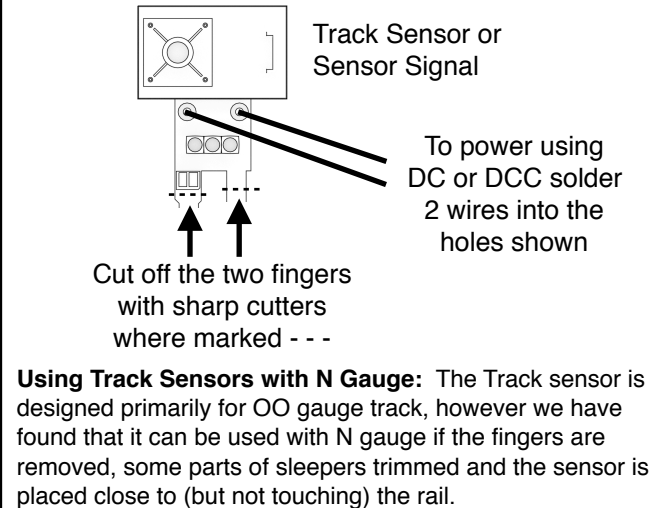 Track Sensor or
Sensor Signal
To power using
DC or DCC solder
2 wires into the
holes shown
Cut off the two fingers
with sharp cutters
where marked - - -
Using Track Sensors with N Gauge: The Track sensor is
designed primarily for OO gauge track, however we have
found that it can be used with N gauge if the fingers are
removed, some parts of sleepers trimmed and the sensor is
placed close to (but not touching) the rail.